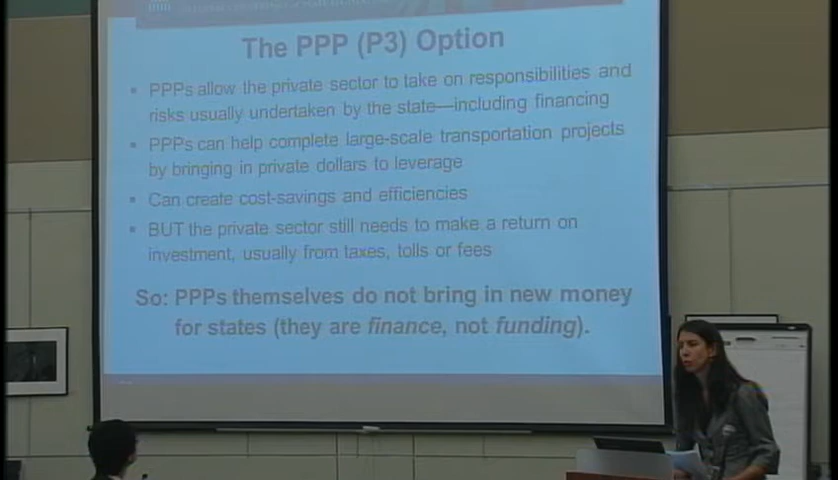 The PPP (P3) Option
▪ PPPs allow the private sector to take on responsibilities and
risks usually undertaken by the state—including financing
▪ PPPs can help complete large-scale transportation projects
by bringing in private dollars to leverage
▪ Can create cost-savings and efficiencies
▪ BUT the private sector still needs to make a return on
investment, usually from taxes, tolls or fees
So: PPPs themselves do not bring in new money
for states (they are finance, not funding).